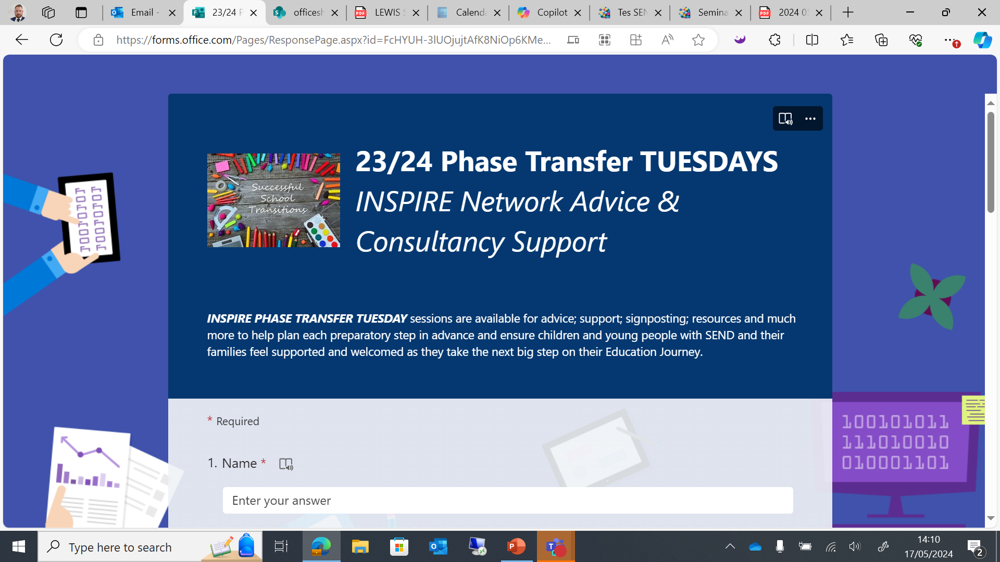 Email -
23/24 P
officesh
LEWIS S
Calenda
Copilot
Tes SEN
Semina
2024 05
https://forms.office.com/Pages/ResponsePage.aspx?id=FcHYUH-3lUOjujtAfK8NiOp6KMe...
Successful
School
Transitions
23/24 Phase Transfer TUESDAYS
INSPIRE Network Advice &
Consultancy Support
INSPIRE PHASE TRANSFER TUESDAY sessions are available for advice; support; signposting; resources and much
more to help plan each preparatory step in advance and ensure children and young people with SEND and their
families feel supported and welcomed as they take the next big step on their Education Journey.
* Required
1. Name *
Enter your answer
100101011
111010010
010001101
Type here to search
14:10
17/05/2024
2